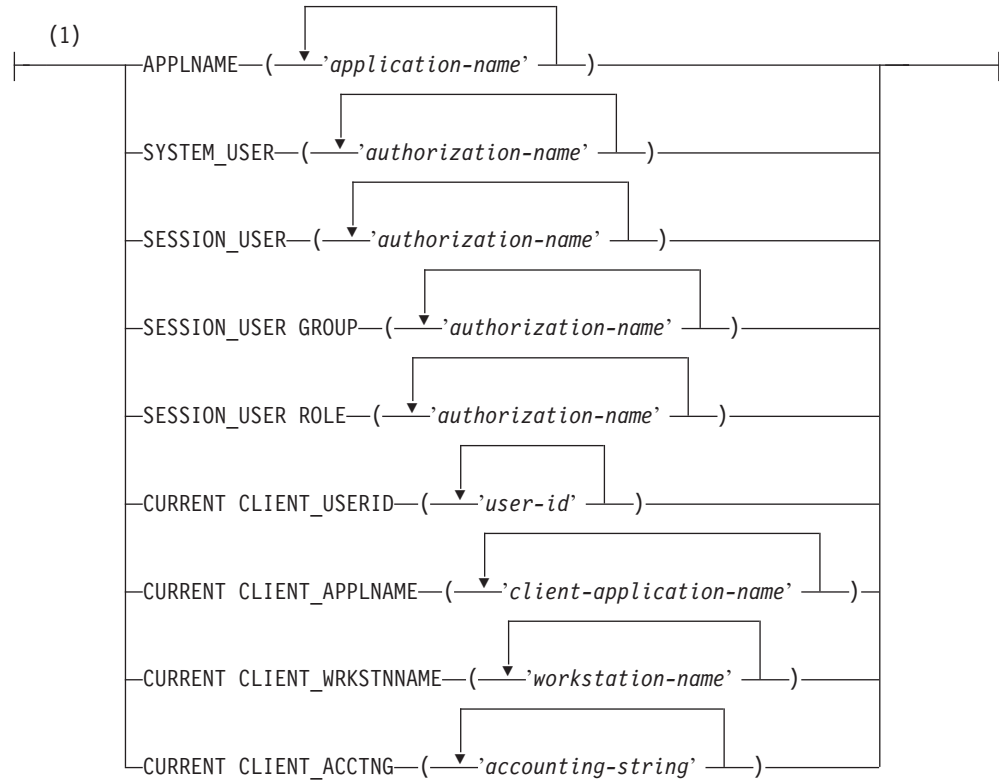 (1)
APPLNAME ( 'application-name' )
SYSTEM_USER ( 'authorization-name' )
SESSION_USER ( 'authorization-name' )
SESSION_USER GROUP ( 'authorization-name' )
SESSION_USER ROLE ( 'authorization-name' )
CURRENT CLIENT_USERID ( 'user-id' )
CURRENT CLIENT_APPLNAME ( 'client-application-name' )
CURRENT CLIENT_WRKSTNNAME ( 'workstation-name' )
CURRENT CLIENT_ACCTNG ( 'accounting-string' )